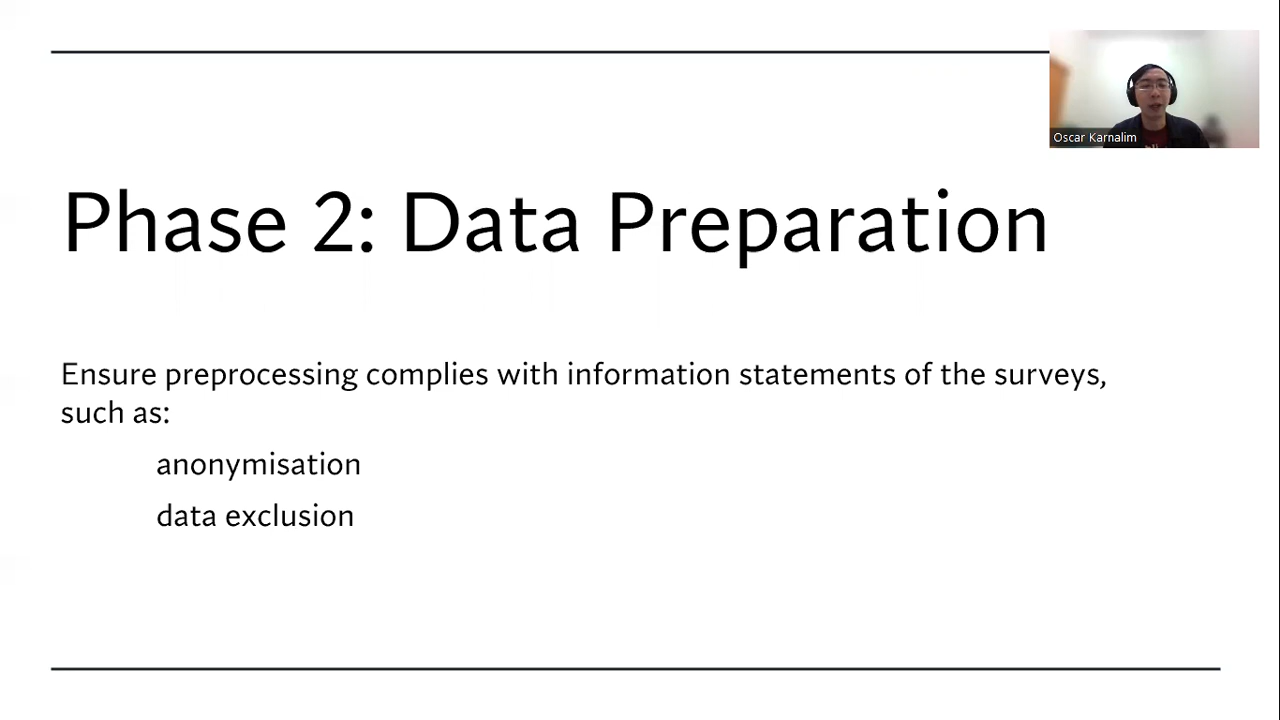 Oscar Karnalim
Phase 2: Data Preparation
Ensure preprocessing complies with information statements of the surveys,
such as:
anonymisation
data exclusion